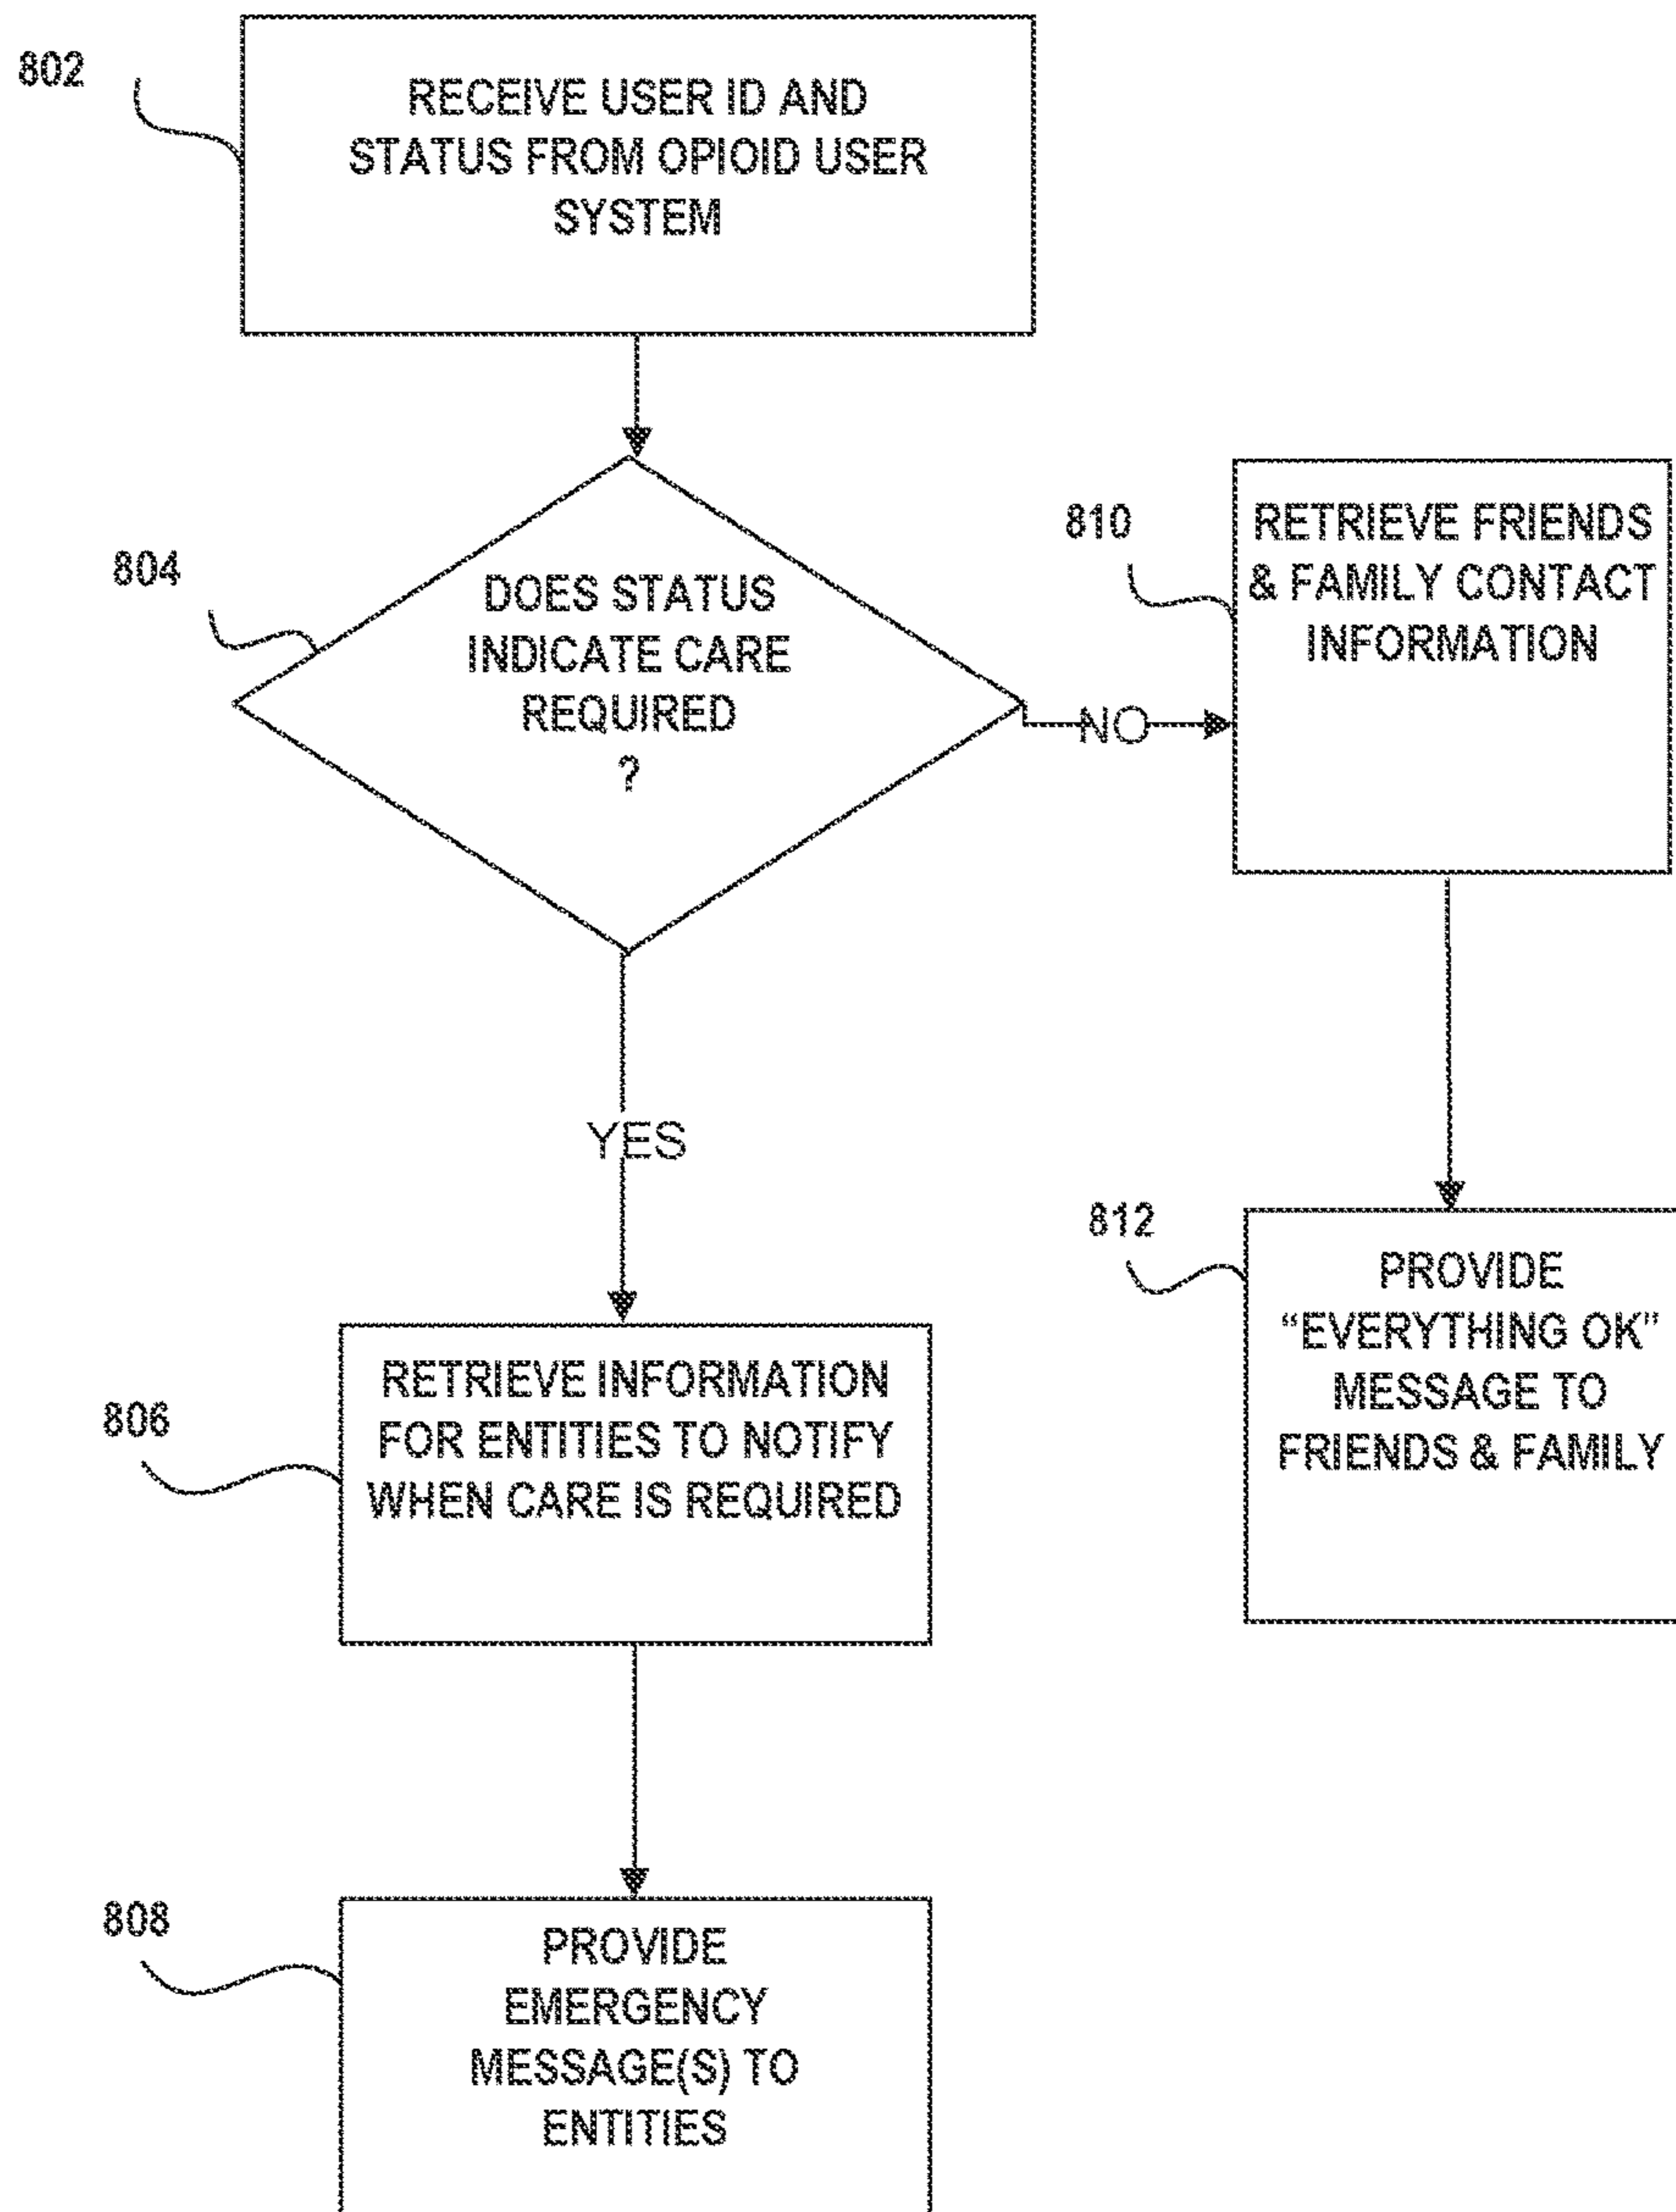 802
RECEIVE USER ID AND
STATUS FROM OPIOID USER
SYSTEM
804
DOES STATUS
INDICATE CARE
REQUIRED
?
NO
810
RETRIEVE FRIENDS
& FAMILY CONTACT
INFORMATION
YES
812
PROVIDE
“EVERYTHING OK”
MESSAGE TO
FRIENDS & FAMILY
806
RETRIEVE INFORMATION
FOR ENTITIES TO NOTIFY
WHEN CARE IS REQUIRED
808
PROVIDE
EMERGENCY
MESSAGE(S) TO
ENTITIES